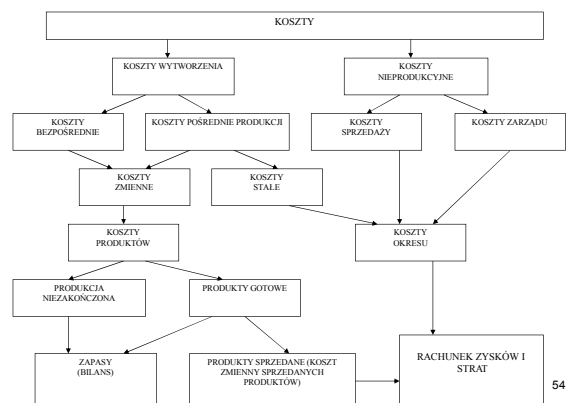 KOSZTY
KOSZTY WYTWORZENIA
KOSZTY
NIEPRODUKCYJNE
KOSZTY
BEZPOŚREDNIE
KOSZTY POŚREDNIE PRODUKCJI
KOSZTY
SPRZEDAŻY
KOSZTY ZARZĄDU
KOSZTY
ZMIENNE
KOSZTY
STAŁE
KOSZTY
PRODUKTÓW
KOSZTY
OKRESU
PRODUKCJA
NIEZAKOŃCZONA
PRODUKTY GOTOWE
ZAPASY
(BILANS)
PRODUKTY SPRZEDANE (KOSZT
ZMIENNY SPRZEDANYCH
PRODUKTÓW)
RACHUNEK ZYSKÓW I
STRAT
54